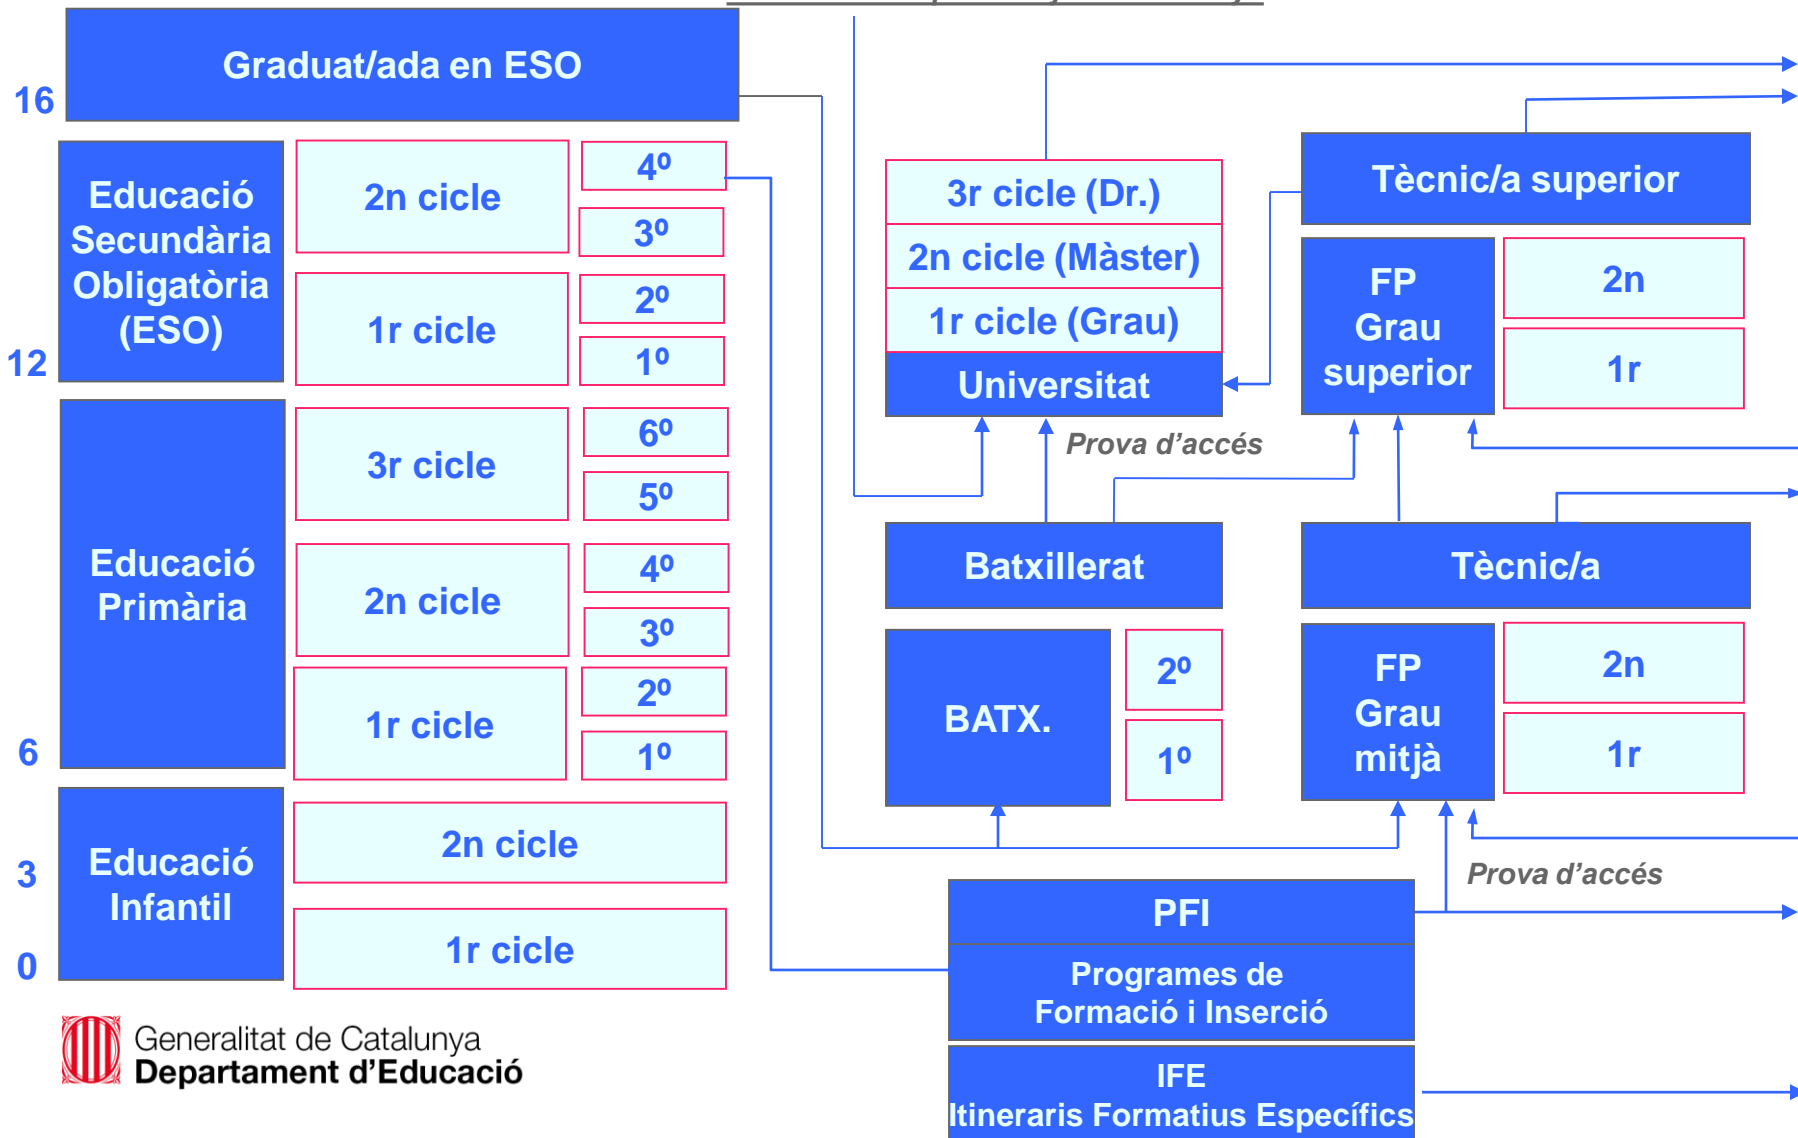 Graduat/ada en ESO
16
Educació
Secundària
Obligatòria
(ESO)
2n cicle
4º
3º
1r cicle
2º
1º
12
Educació
Primària
3r cicle
6º
5º
2n cicle
4º
3º
1r cicle
2º
1º
6
Educació
Infantil
2n cicle
3
1r cicle
0
Generalitat de Catalunya
Departament d'Educació
3r cicle (Dr.)
2n cicle (Màster)
1r cicle (Grau)
Universitat
Prova d’accés
Batxillerat
BATX.
2º
1º
Tècnic/a superior
FP
Grau
superior
2n
1r
Tècnic/a
FP
Grau
mitjà
2n
1r
Prova d’accés
PFI
Programes de
Formació i Inserció
IFE
Itineraris Formatius Específics